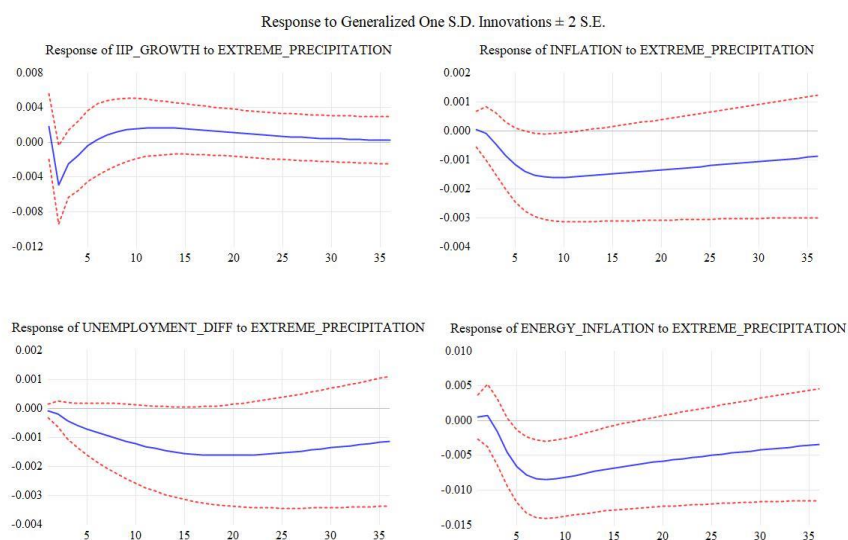 Response to Generalized One S.D. Innovations ± 2 S.E.
Response of IIP_GROWTH to EXTREME_PRECIPITATION
0.008
0.004
0.000
-0.004
-0.008
-0.012
5 10 15 20 25 30 35
Response of INFLATION to EXTREME_PRECIPITATION
0.002
0.001
0.000
-0.001
-0.002
-0.003
-0.004
5 10 15 20 25 30 35
Response of UNEMPLOYMENT_DIFF to EXTREME_PRECIPITATION
0.002
0.001
0.000
-0.001
-0.002
-0.003
-0.004
5 10 15 20 25 30 35
Response of ENERGY_INFLATION to EXTREME_PRECIPITATION
0.010
0.005
0.000
-0.005
-0.010
-0.015
5 10 15 20 25 30 35